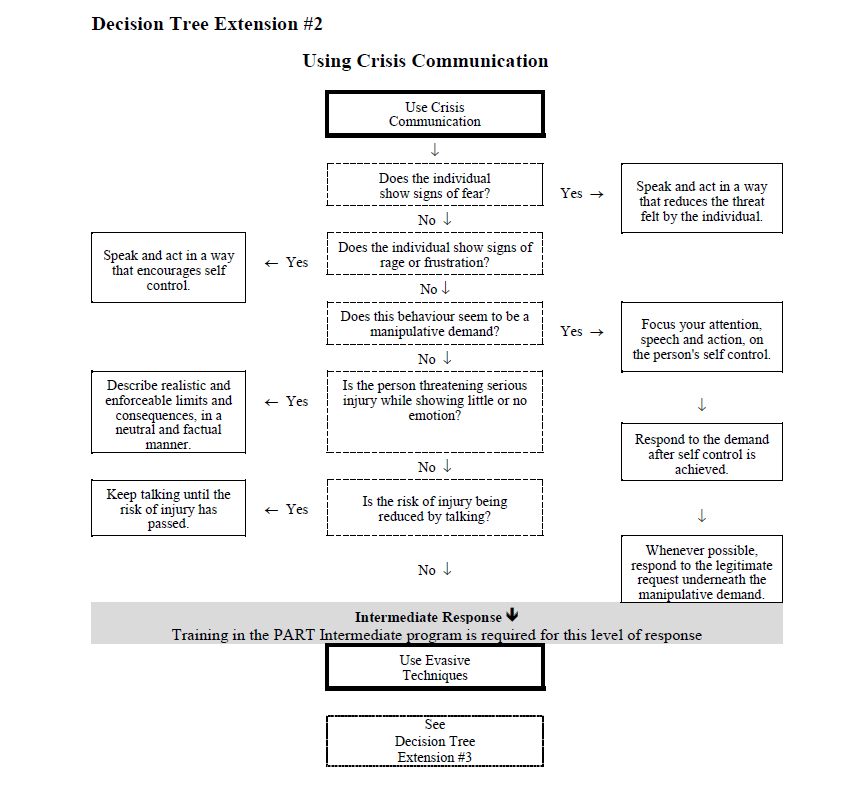 Decision Tree Extension #2
Using Crisis Communication
Use Crisis
Communication
↓
Does the individual
show signs of fear?
Yes →
Speak and act in a way
that reduces the threat
felt by the individual.
No ↓
Does the individual show signs of
rage or frustration?
← Yes
Speak and act in a way
that encourages self
control.
No ↓
Does this behaviour seem to be a
manipulative demand?
Yes →
Focus your attention,
speech and action, on
the person's self control.
↓
Respond to the demand
after self control is
achieved.
↓
Whenever possible,
respond to the legitimate
request underneath the
manipulative demand.
No ↓
Is the person threatening serious
injury while showing little or no
emotion?
← Yes
Describe realistic and
enforceable limits and
consequences, in a
neutral and factual
manner.
No ↓
Is the risk of injury being
reduced by talking?
← Yes
Keep talking until the
risk of injury has
passed.
No ↓
Intermediate Response 🡻
Training in the PART Intermediate program is required for this level of response
Use Evasive
Techniques
See
Decision Tree
Extension #3